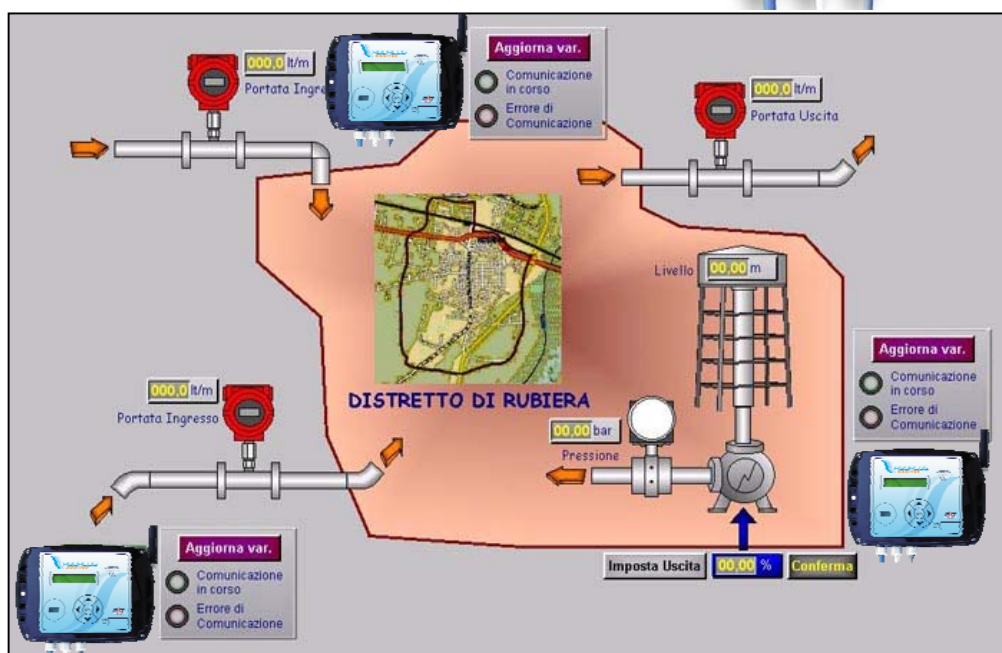 000,0 lt/m
Portata Ingre
Aggiorna var.
Comunicazione
in corso
Errore di
Comunicazione
000,0 lt/m
Portata Uscita
Livello 00,00 m
Aggiorna var.
Comunicazione
in corso
Errore di
Comunicazione
000,0 lt/m
Portata Ingresso
DISTRETTO DI RUBIERA
00,00 bar
Pressione
Aggiorna var.
Comunicazione
in corso
Errore di
Comunicazione
Imposta Uscita 00,00 % Conferma